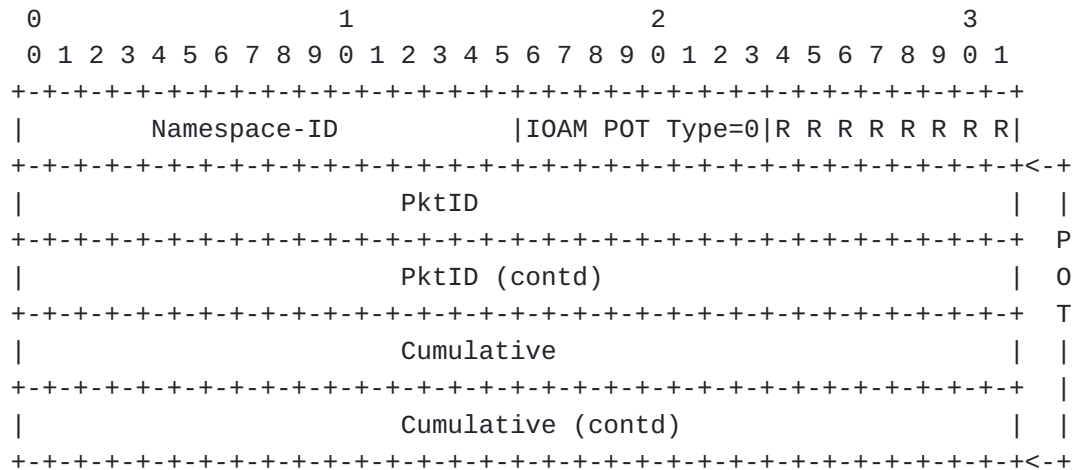 0                   1                   2                   3
 0 1 2 3 4 5 6 7 8 9 0 1 2 3 4 5 6 7 8 9 0 1 2 3 4 5 6 7 8 9 0 1
+-+-+-+-+-+-+-+-+-+-+-+-+-+-+-+-+-+-+-+-+-+-+-+-+-+-+-+-+-+-+-+-+
|        Namespace-ID           |IOAM POT Type=0|R R R R R R R R|
+-+-+-+-+-+-+-+-+-+-+-+-+-+-+-+-+-+-+-+-+-+-+-+-+-+-+-+-+-+-+-+-+<-+
|                        PktID                                  |  |
+-+-+-+-+-+-+-+-+-+-+-+-+-+-+-+-+-+-+-+-+-+-+-+-+-+-+-+-+-+-+-+-+  P
|                        PktID (contd)                          |  O
+-+-+-+-+-+-+-+-+-+-+-+-+-+-+-+-+-+-+-+-+-+-+-+-+-+-+-+-+-+-+-+-+  T
|                        Cumulative                             |  |
+-+-+-+-+-+-+-+-+-+-+-+-+-+-+-+-+-+-+-+-+-+-+-+-+-+-+-+-+-+-+-+-+  |
|                        Cumulative (contd)                     |  |
+-+-+-+-+-+-+-+-+-+-+-+-+-+-+-+-+-+-+-+-+-+-+-+-+-+-+-+-+-+-+-+-+<-+